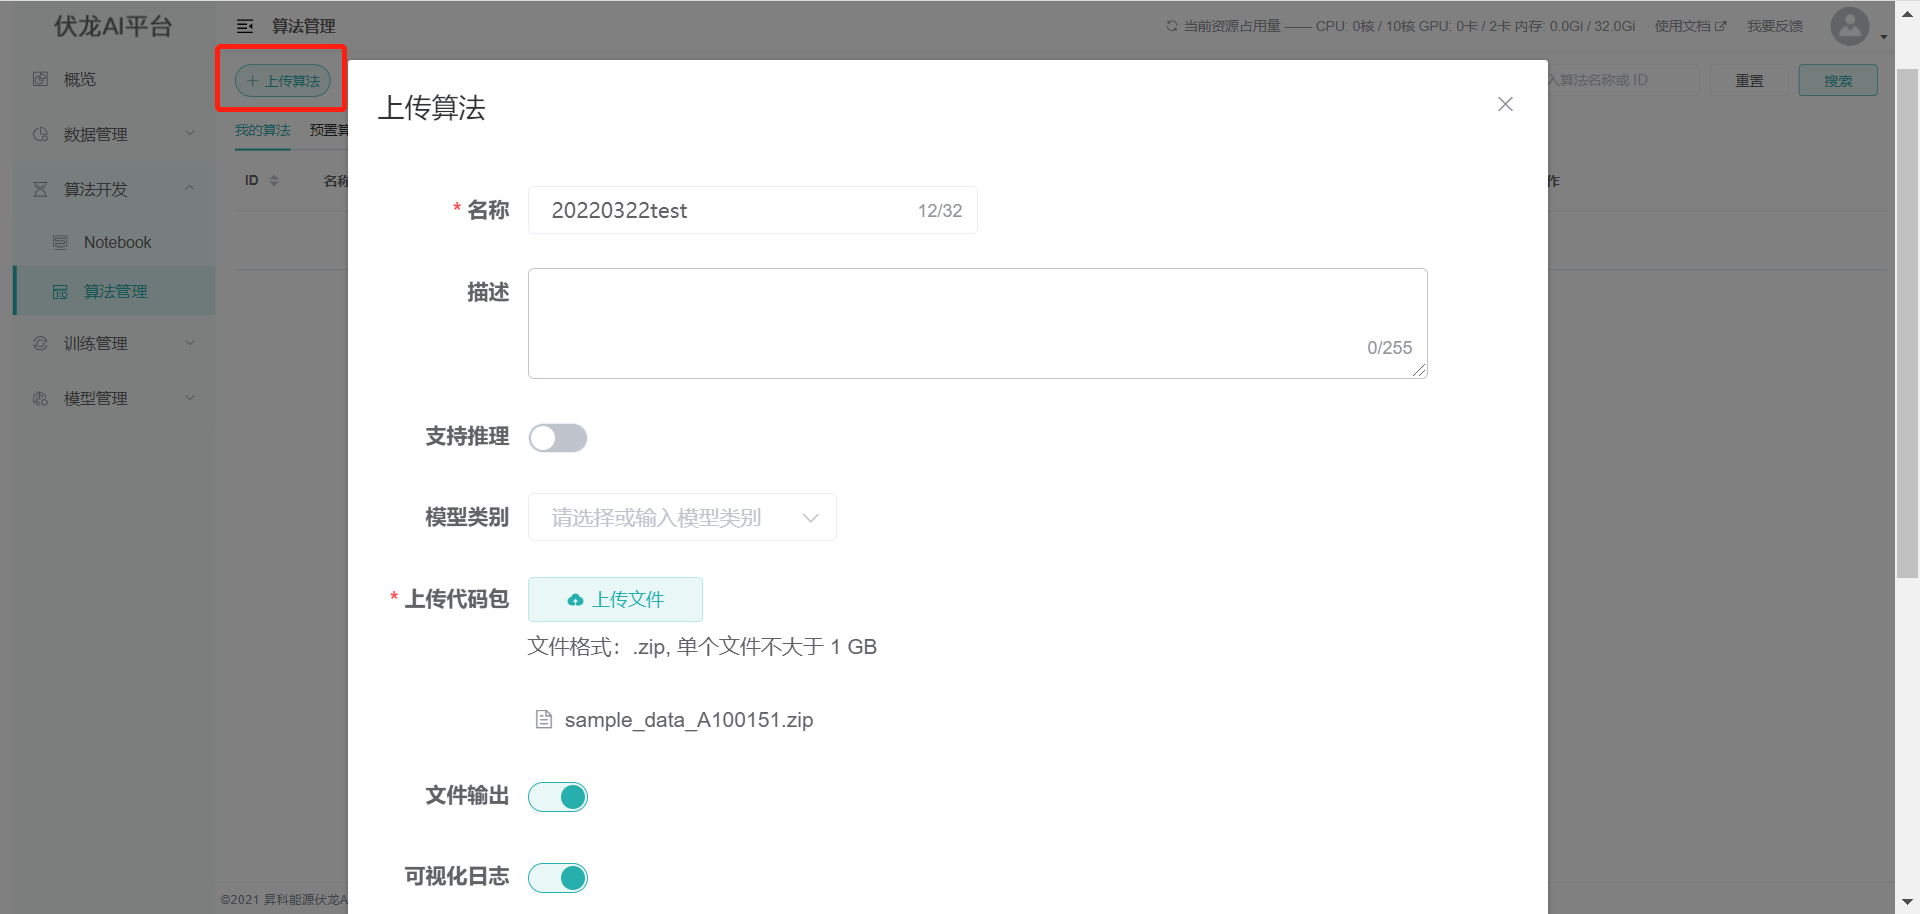 伏龙AI平台
算法管理
当前资源占用量 —— CPU: 0核 / 10核 GPU: 0卡 / 2卡 内存: 0.0Gi / 32.0Gi
使用文档
我要反馈
概览
数据管理
算法开发
Notebook
算法管理
训练管理
模型管理
+ 上传算法
入算法名称或 ID
重置
搜索
我的算法
预置算
ID
名称
作
上传算法
* 名称
20220322test
12/32
描述
0/255
支持推理
模型类别
请选择或输入模型类别
* 上传代码包
上传文件
文件格式：.zip, 单个文件不大于 1 GB
sample_data_A100151.zip
文件输出
可视化日志
©2021 昇科能源伏龙A